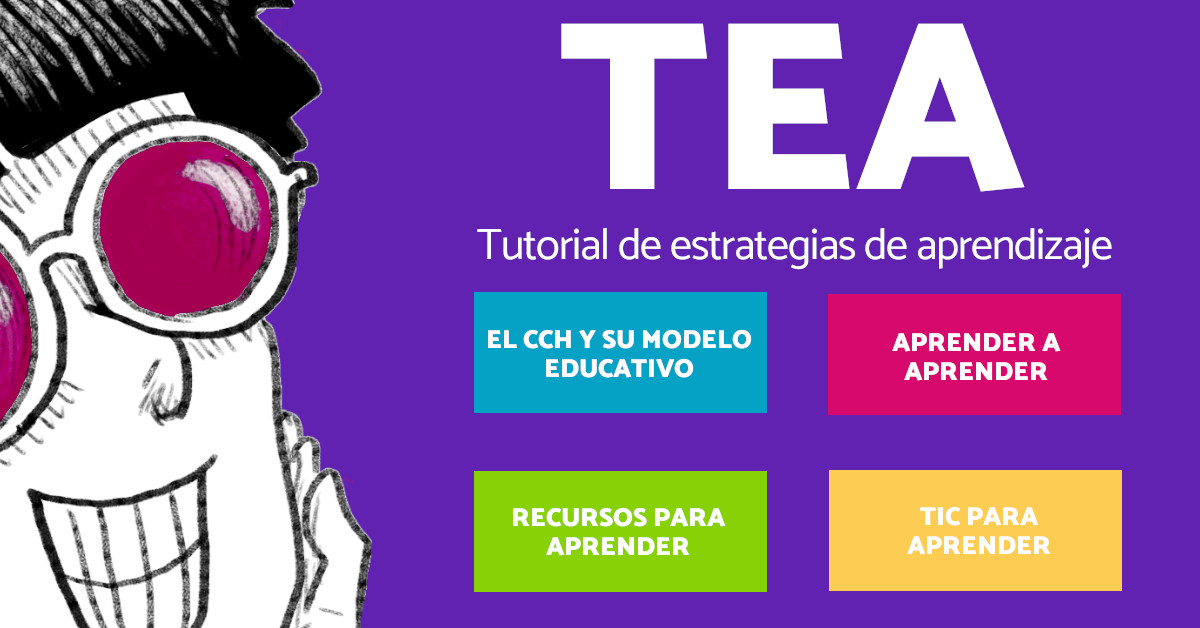 TEA
Tutorial de estrategias de aprendizaje
EL CCH Y SU MODELO
EDUCATIVO
APRENDER A
APRENDER
RECURSOS PARA
APRENDER
TIC PARA
APRENDER